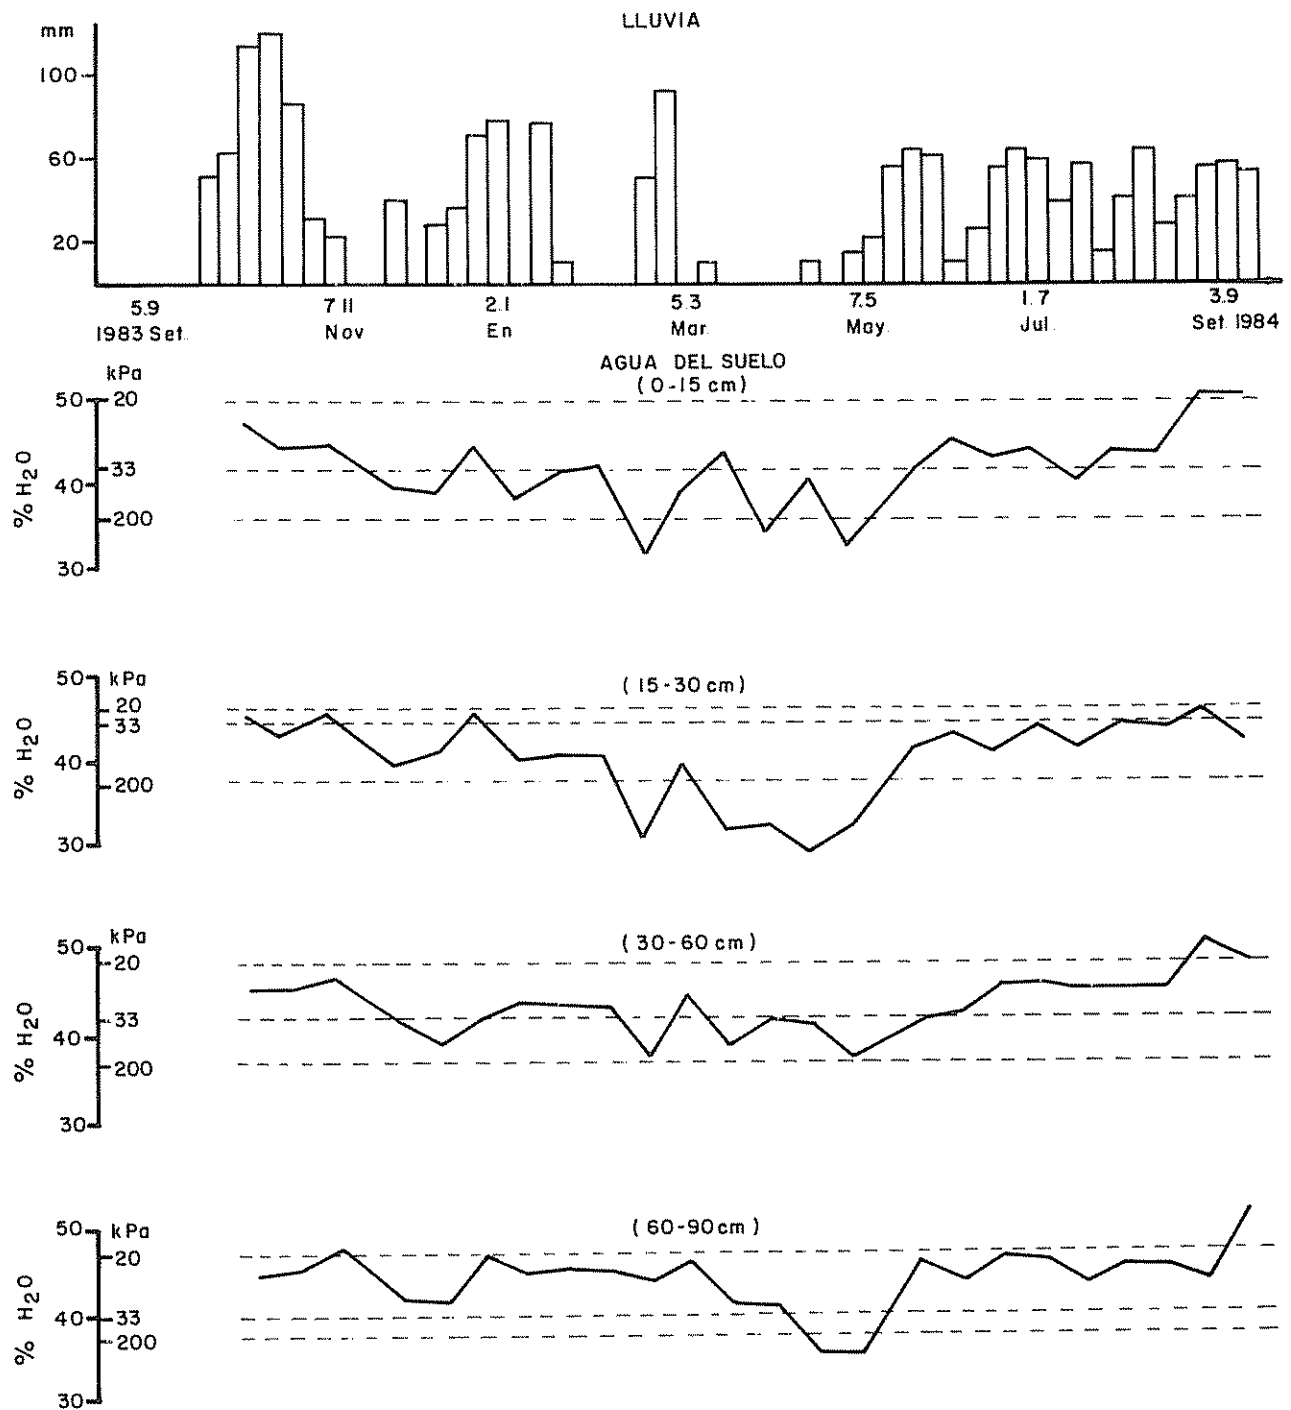 LLUVIA
mm
100
60
20
5.9 7 11 2.1 5.3 7.5 1.7 3.9
1983 Set. Nov En Mar. May. Jul. Set. 1984
AGUA DEL SUELO
(0-15 cm)
kPa
50 20
33
40
200
30
% H2O
(15-30 cm)
50 kPa
20
33
40
200
30
% H2O
(30-60 cm)
kPa
50
20
33
40
200
30
% H2O
(60-90 cm)
50 kPa
20
40 33
200
30
% H2O